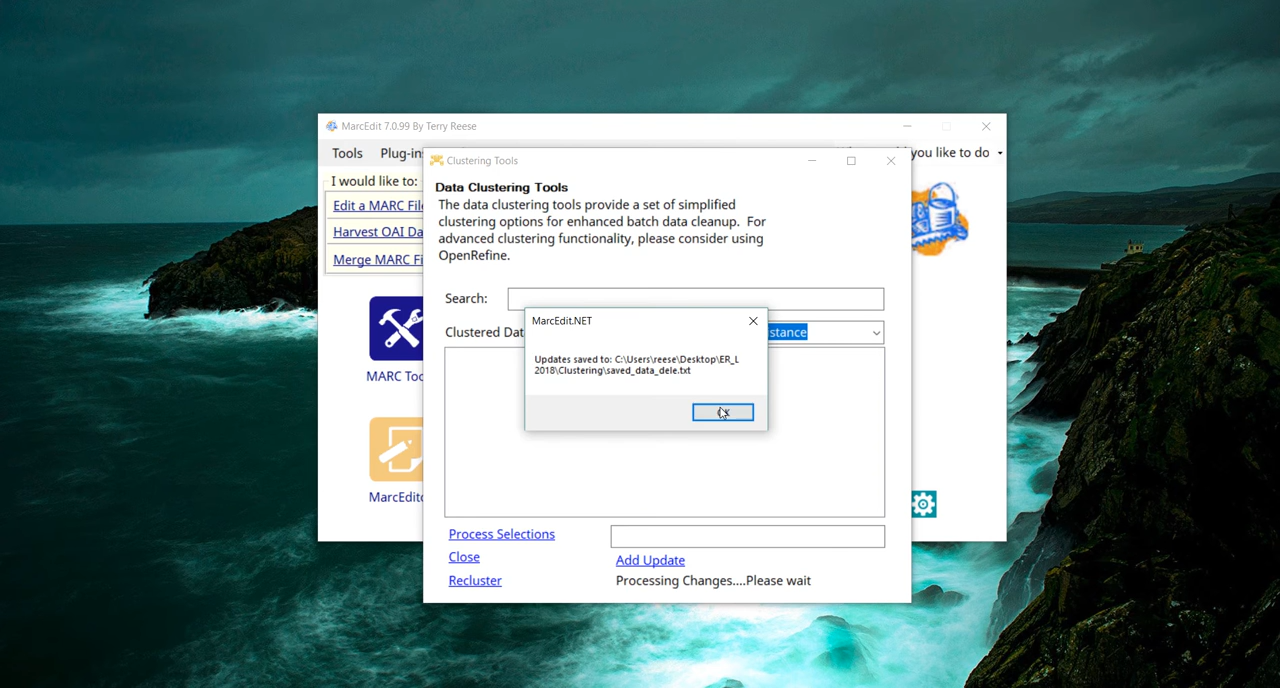 MarcEdit 7.0.99 By Terry Reese
Tools Plug-in
you like to do
I would like to:
Edit a MARC File
Harvest OAI Da
Merge MARC Fi
MARC Too
MarcEdito
Clustering Tools
Data Clustering Tools
The data clustering tools provide a set of simplified
clustering options for enhanced batch data cleanup. For
advanced clustering functionality, please consider using
OpenRefine.
Search:
Clustered Dat
stance
MarcEdit.NET
Updates saved to: C:\Users\reese\Desktop\ER_L
2018\Clustering\saved_data_dele.txt
Process Selections
Close
Add Update
Recluster
Processing Changes....Please wait